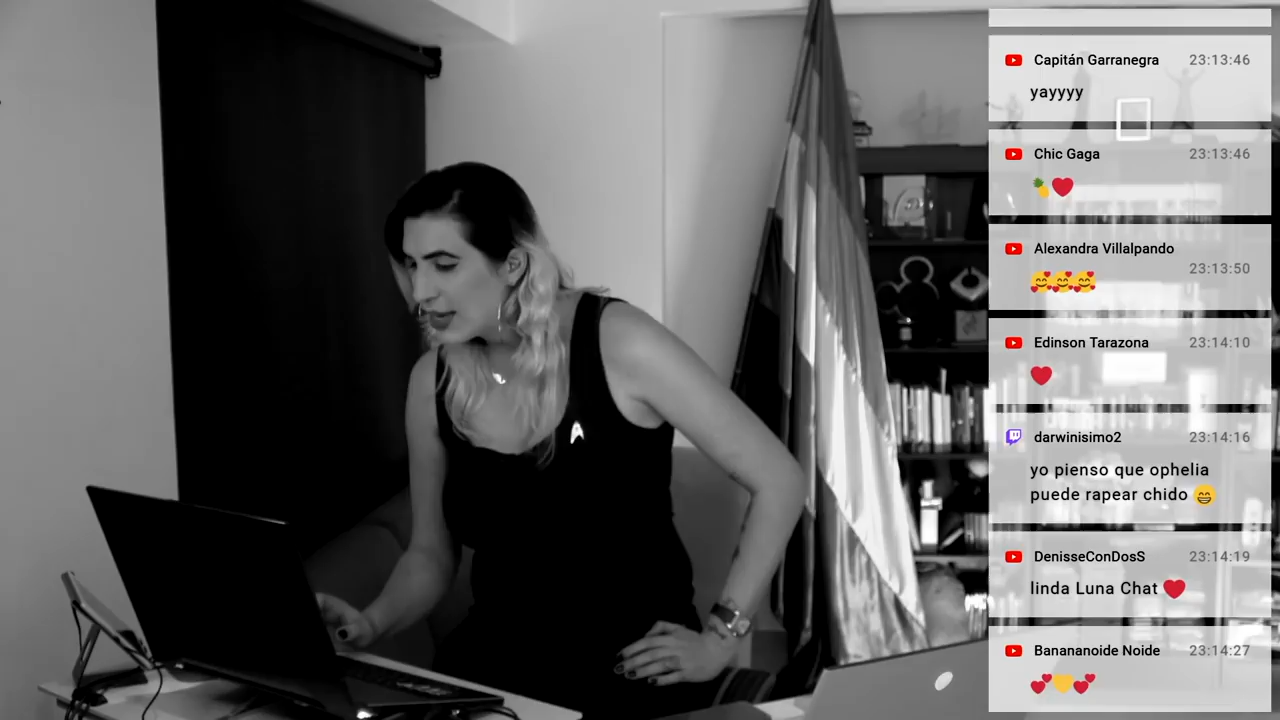 Capitán Garranegra 23:13:46
yayyyy
Chic Gaga 23:13:46
🍍❤️
Alexandra Villalpando
23:13:50
🥰🥰🥰
Edinson Tarazona 23:14:10
❤️
darwinisimo2 23:14:16
yo pienso que ophelia
puede rapear chido 😁
DenisseConDosS 23:14:19
linda Luna Chat ❤️
Banananoide Noide 23:14:27
💕💛💕